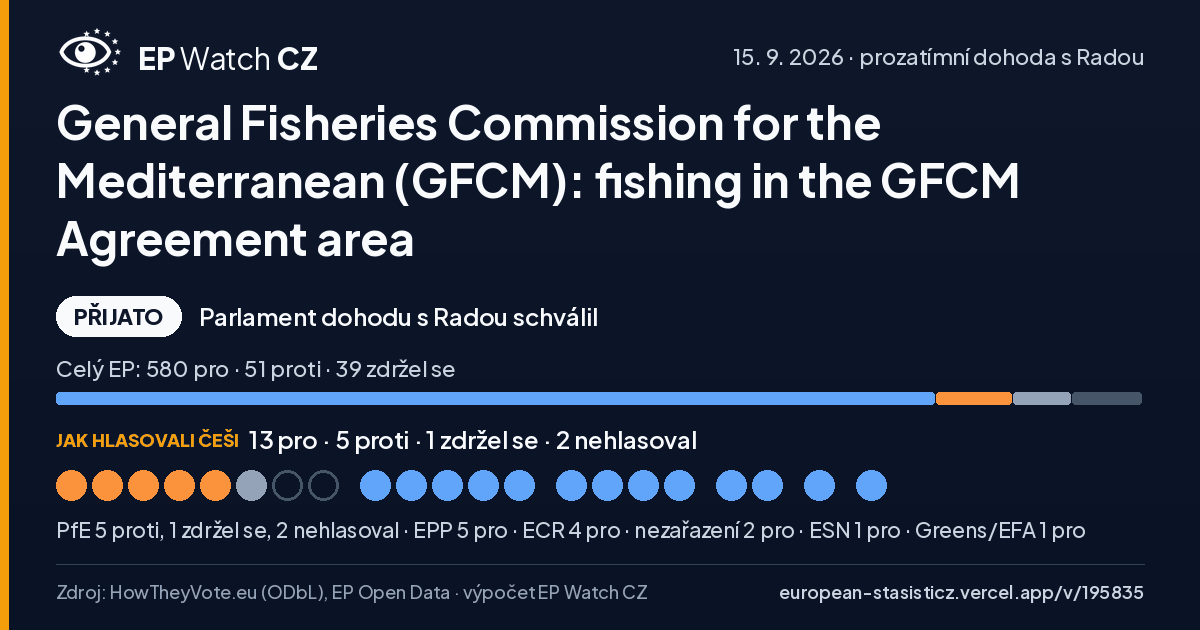 EP Watch CZ
15. 9. 2026 · prozatímní dohoda s Radou
General Fisheries Commission for the
Mediterranean (GFCM): fishing in the GFCM
Agreement area
PŘIJATO Parlament dohodu s Radou schválil
Celý EP: 580 pro · 51 proti · 39 zdržel se
JAK HLASOVALI ČEŠI 13 pro · 5 proti · 1 zdržel se · 2 nehlasoval
PfE 5 proti, 1 zdržel se, 2 nehlasoval · EPP 5 pro · ECR 4 pro · nezařazení 2 pro · ESN 1 pro · Greens/EFA 1 pro
Zdroj: HowTheyVote.eu (ODbL), EP Open Data · výpočet EP Watch CZ
european-stasisticz.vercel.app/v/195835